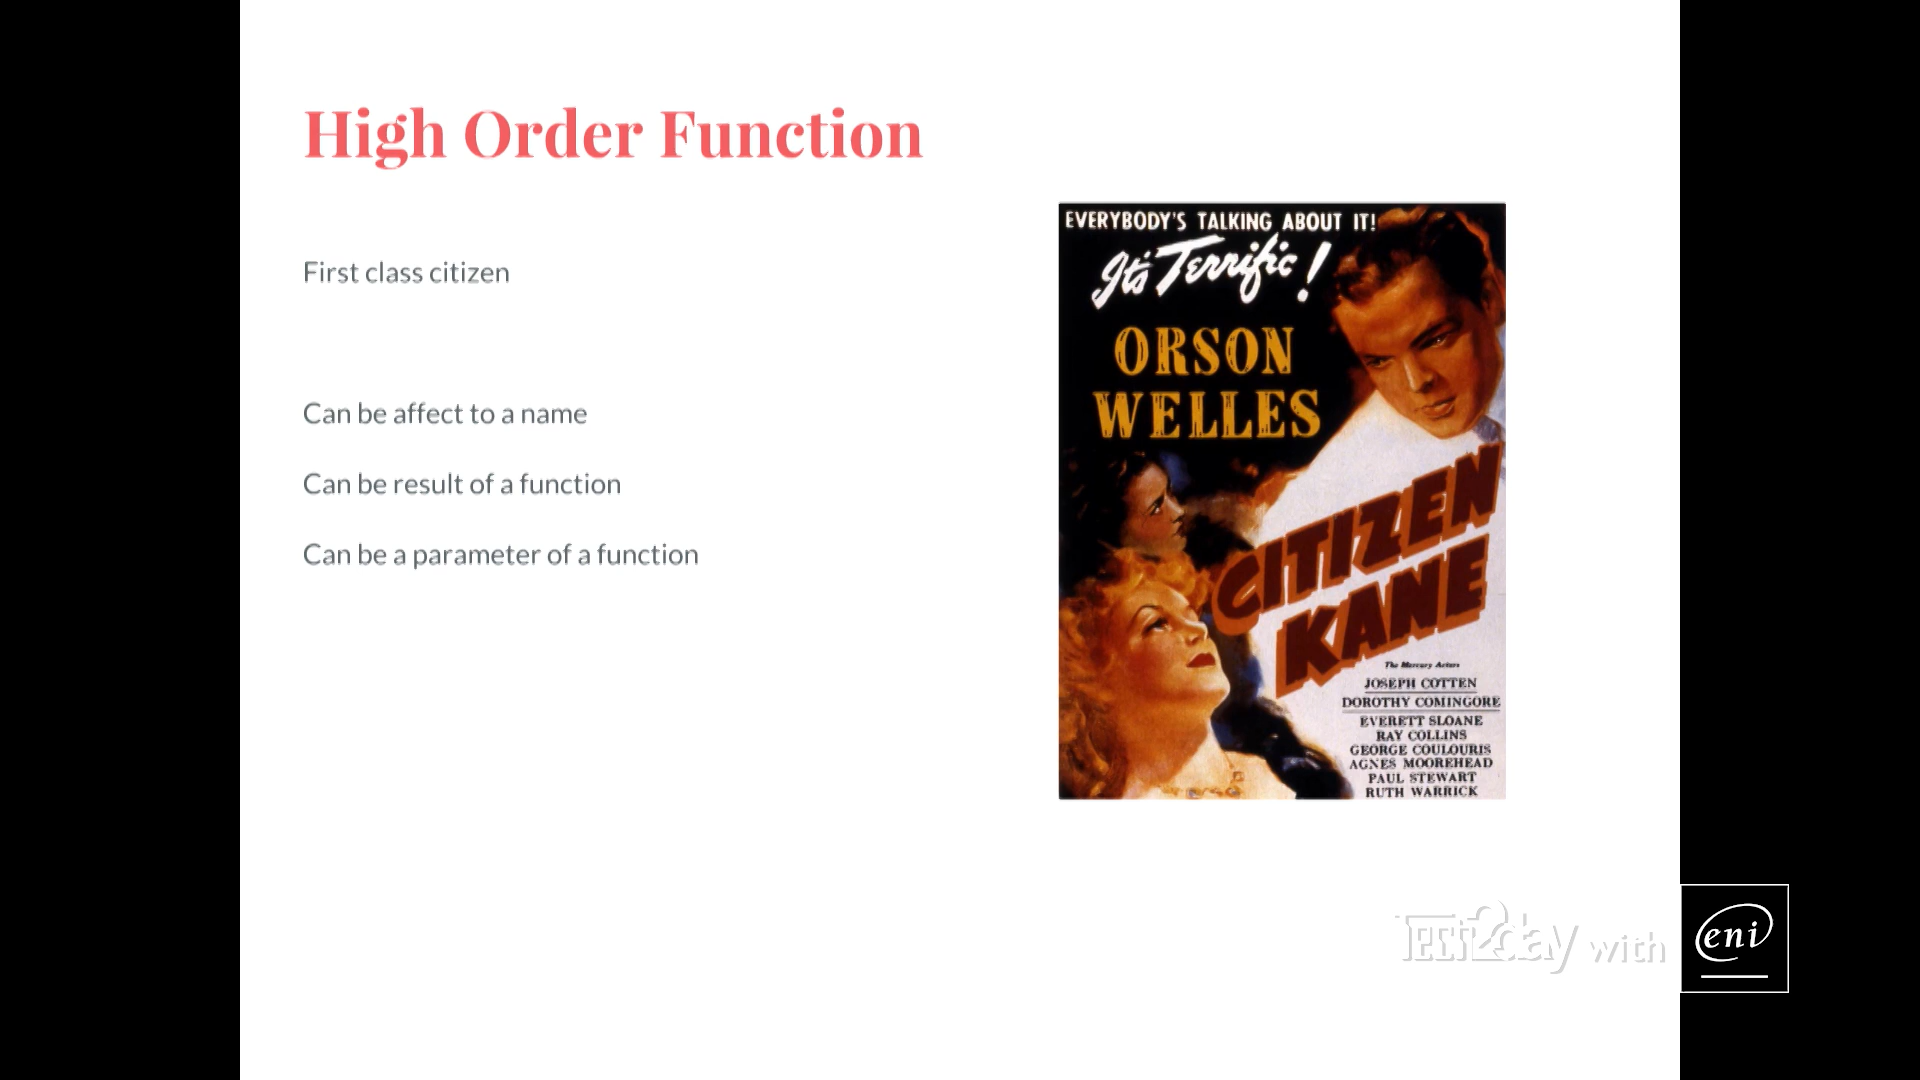 High Order Function
First class citizen
Can be affect to a name
Can be result of a function
Can be a parameter of a function
EVERYBODY'S TALKING ABOUT IT!
It's Terrific!
ORSON
WELLES
CITIZEN
KANE
The Mercury Actors
JOSEPH COTTEN
DOROTHY COMINGORE
EVERETT SLOANE
RAY COLLINS
GEORGE COULOURIS
AGNES MOOREHEAD
PAUL STEWART
RUTH WARRICK
Tech2day with
eni